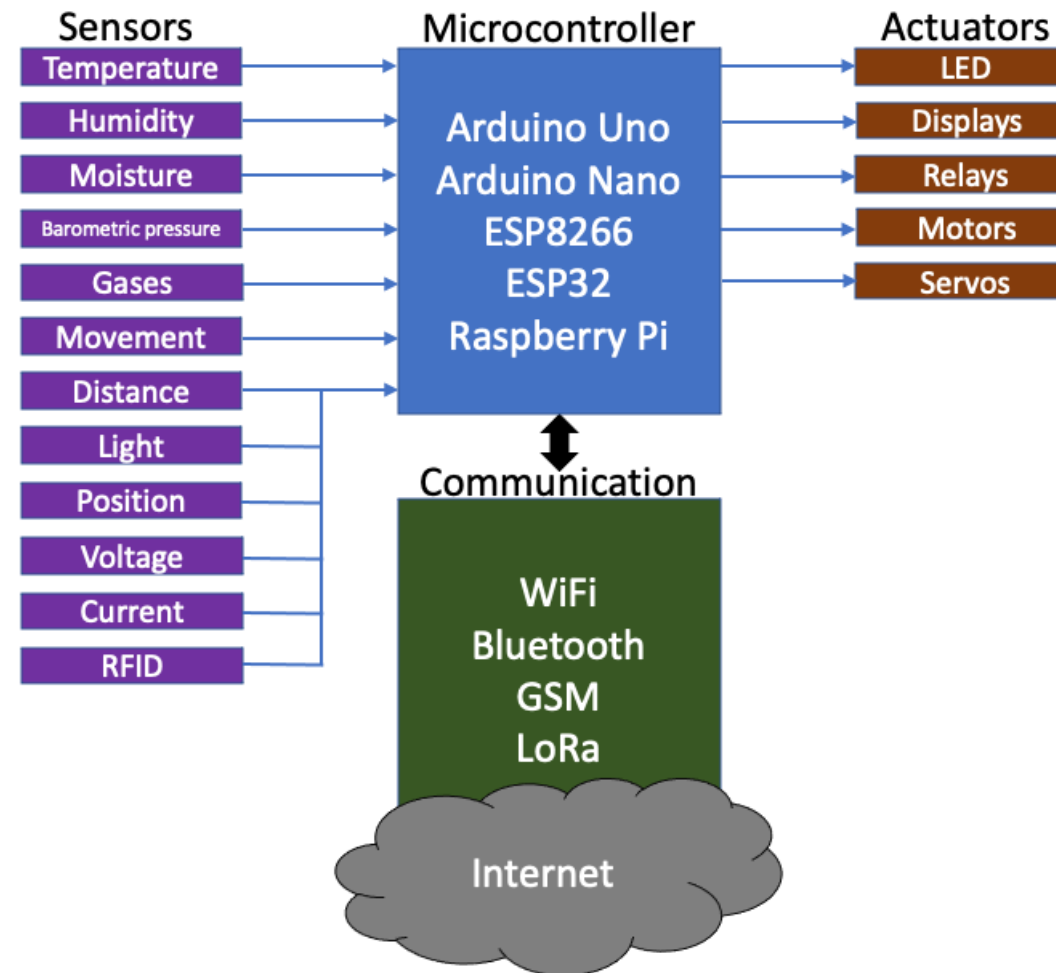 Sensors
Temperature
Humidity
Moisture
Barometric pressure
Gases
Movement
Distance
Light
Position
Voltage
Current
RFID
Microcontroller
Arduino Uno
Arduino Nano
ESP8266
ESP32
Raspberry Pi
Actuators
LED
Displays
Relays
Motors
Servos
Communication
WiFi
Bluetooth
GSM
LoRa
Internet